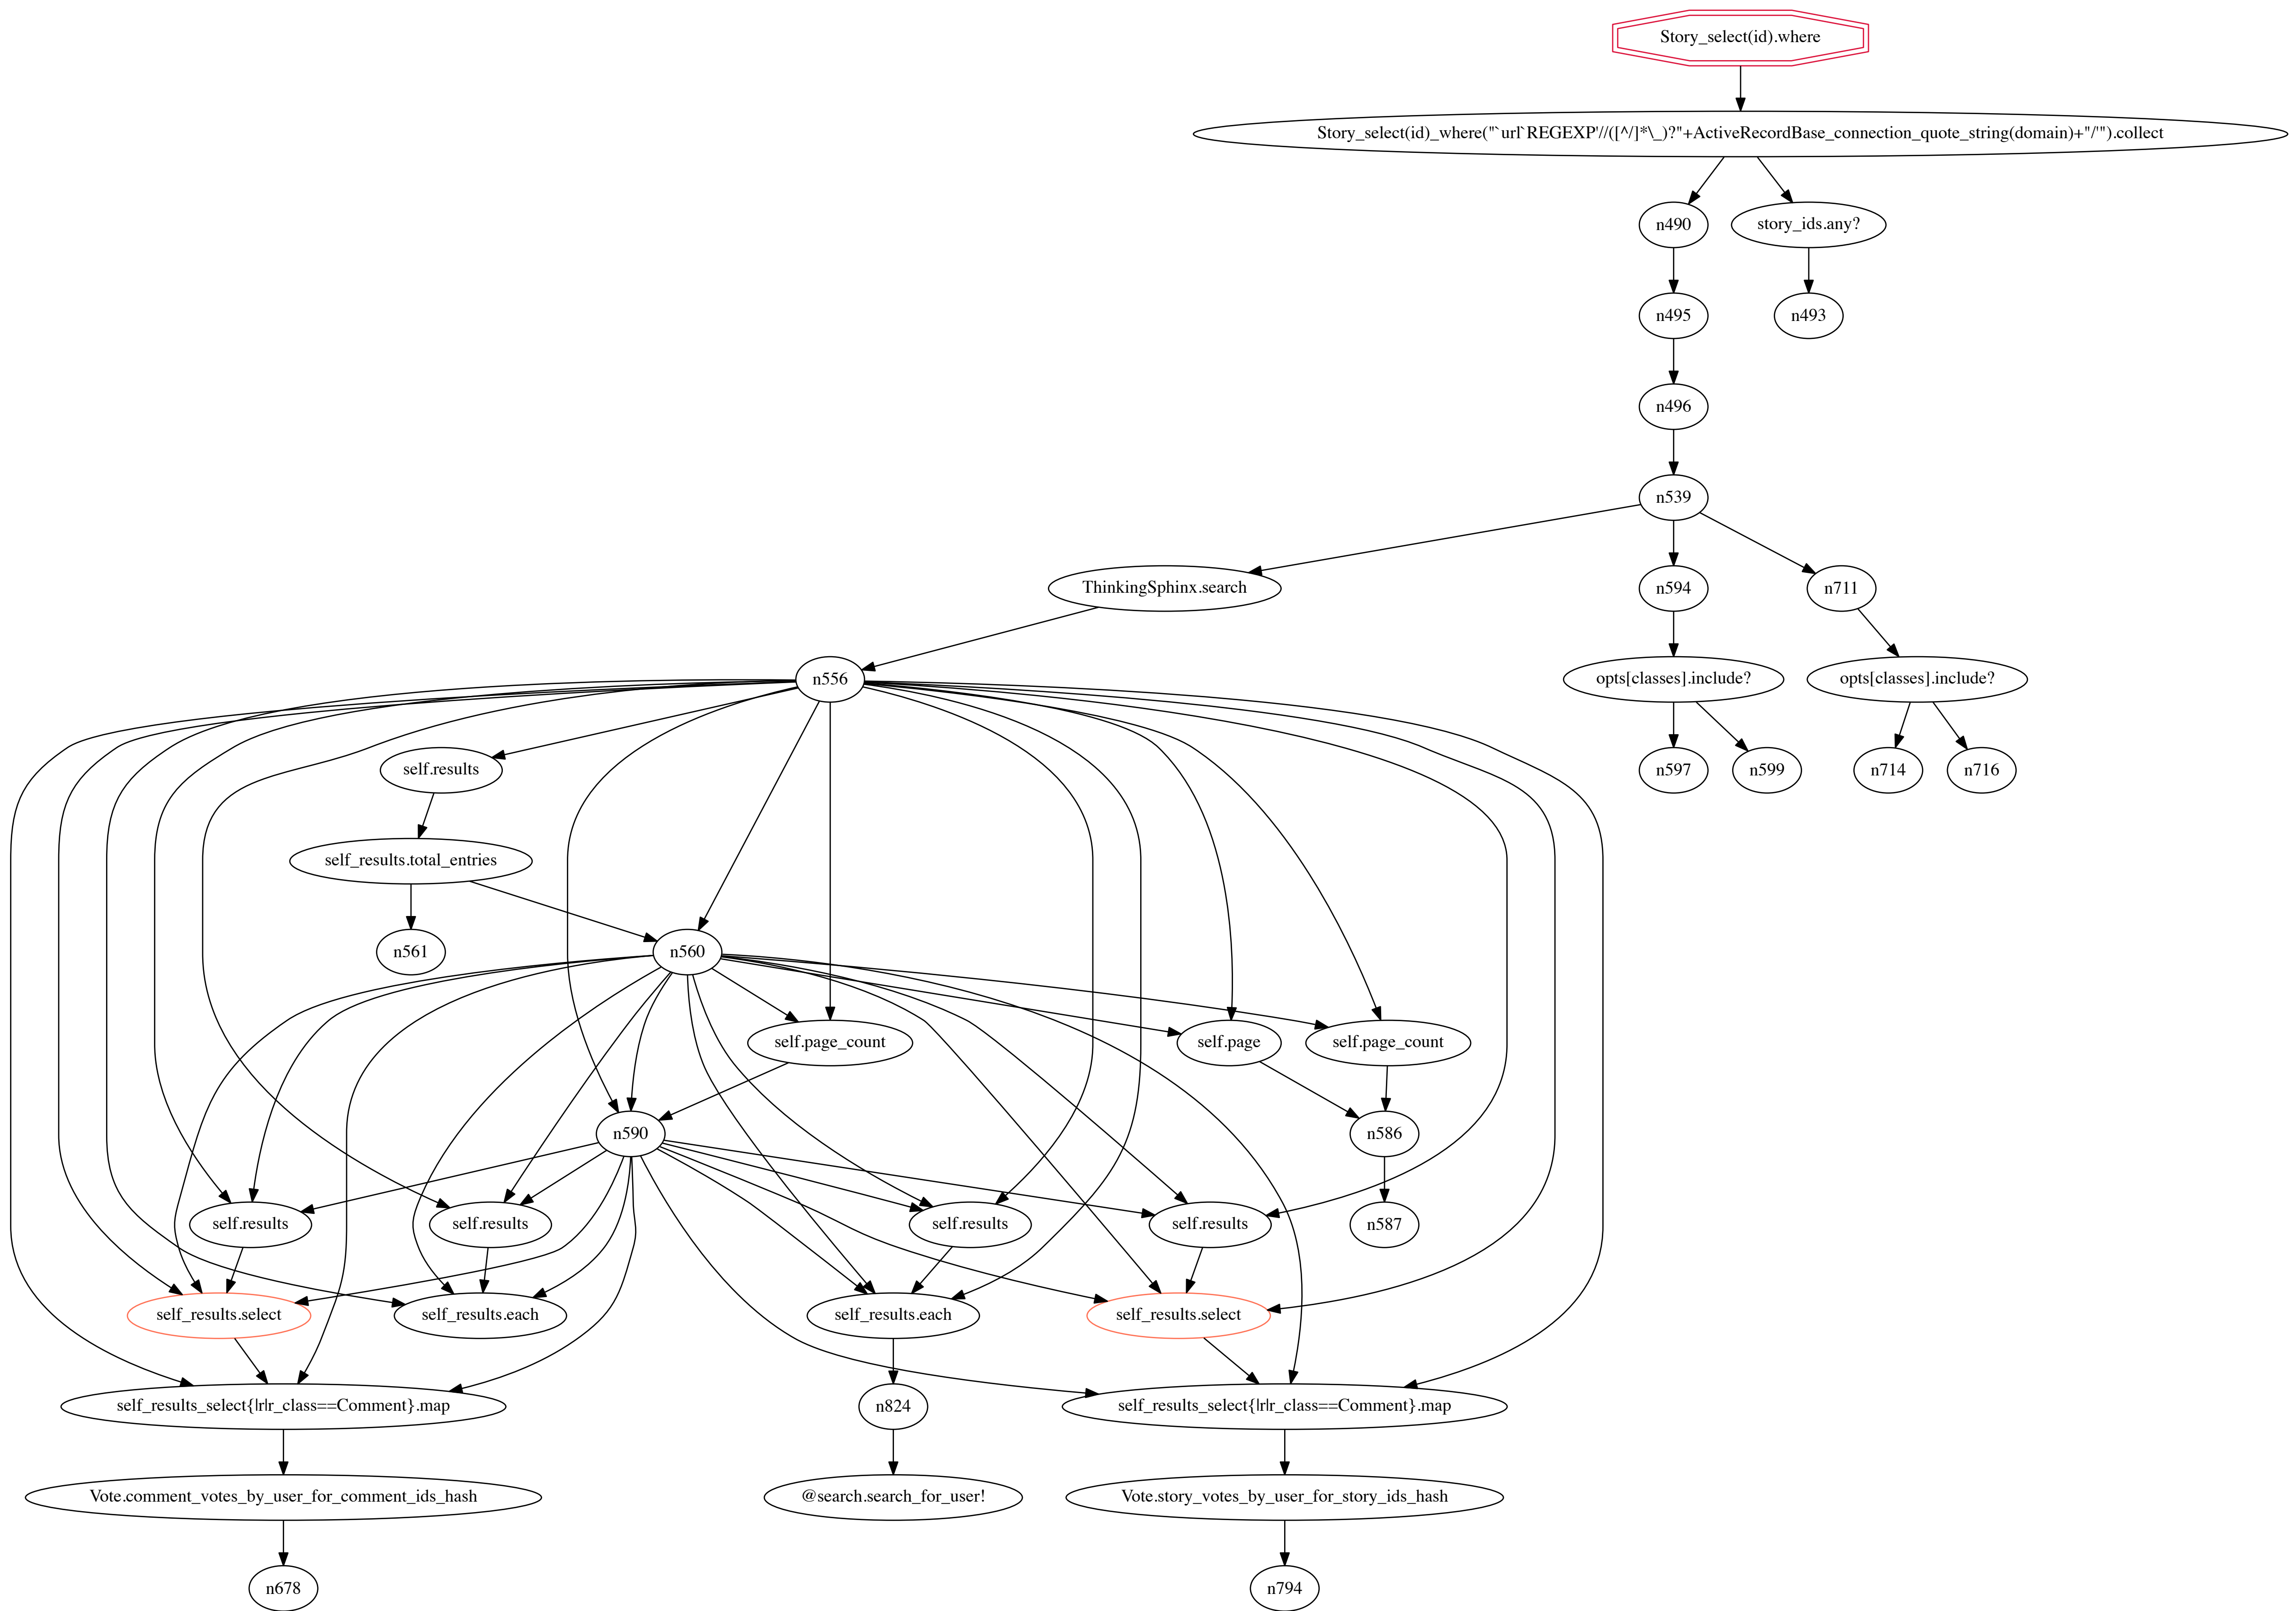 Story_select(id).where
Story_select(id)_where("`url`REGEXP'//([^/]*\_)?"+ActiveRecordBase_connection_quote_string(domain)+"/'").collect
n490
story_ids.any?
n495
n493
n496
n539
ThinkingSphinx.search
n594
n711
n556
opts[classes].include?
opts[classes].include?
self.results
n597
n599
n714
n716
self_results.total_entries
n561
n560
self.page_count
self.page
self.page_count
n590
n586
self.results
self.results
self.results
self.results
n587
self_results.select
self_results.each
self_results.each
self_results.select
self_results_select{|r|r_class==Comment}.map
n824
self_results_select{|r|r_class==Comment}.map
Vote.comment_votes_by_user_for_comment_ids_hash
@search.search_for_user!
Vote.story_votes_by_user_for_story_ids_hash
n678
n794